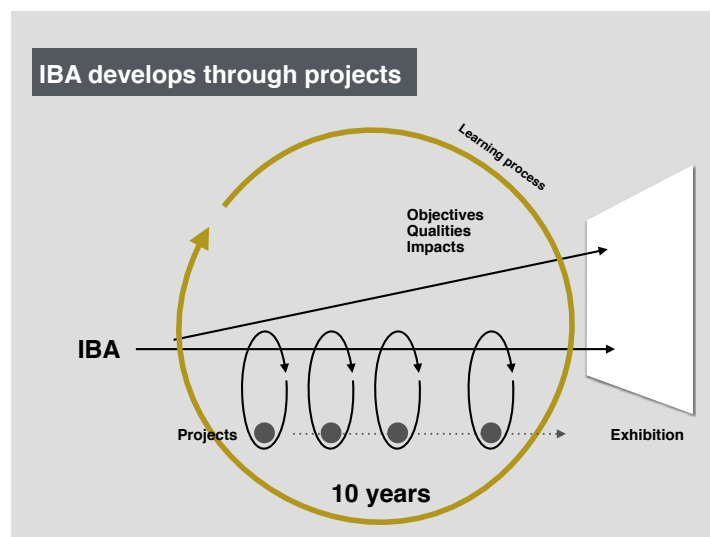 IBA develops through projects
Learning process
Objectives
Qualities
Impacts
IBA
Projects
Exhibition
10 years